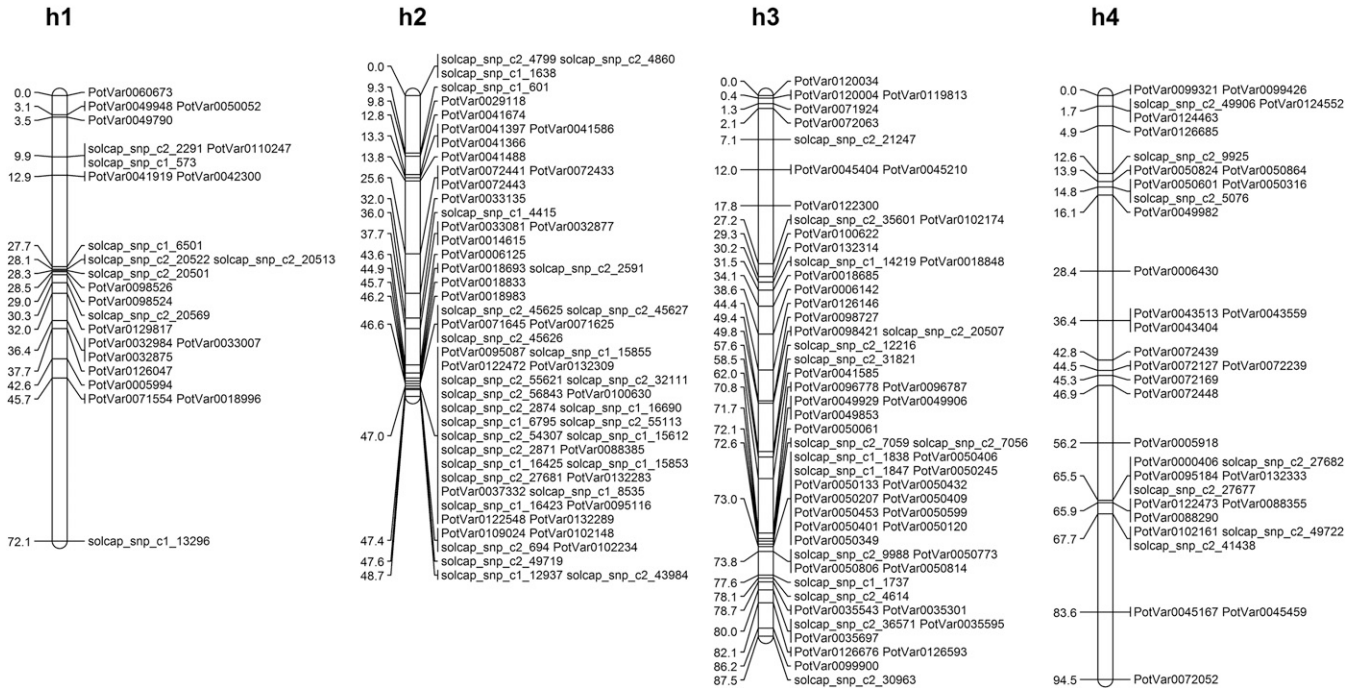 h1
0.0 PotVar0060673
3.1 PotVar0049948 PotVar0050052
3.5 PotVar0049790
9.9 solcap_snp_c2_2291 PotVar0110247
solcap_snp_c1_573
12.9 PotVar0041919 PotVar0042300
27.7 solcap_snp_c1_6501
28.1 solcap_snp_c2_20522 solcap_snp_c2_20513
28.3 solcap_snp_c2_20501
28.5 PotVar0098526
29.0 PotVar0098524
30.3 solcap_snp_c2_20569
32.0 PotVar0129817
36.4 PotVar0032984 PotVar0033007
PotVar0032875
37.7 PotVar0126047
42.6 PotVar0005994
45.7 PotVar0071554 PotVar0018996
72.1 solcap_snp_c1_13296
h2
0.0 solcap_snp_c2_4799 solcap_snp_c2_4860
solcap_snp_c1_1638
9.3 solcap_snp_c1_601
9.8 PotVar0029118
12.8 PotVar0041674
13.3 PotVar0041397 PotVar0041586
PotVar0041366
13.8 PotVar0041488
25.6 PotVar0072441 PotVar0072433
PotVar0072443
32.0 PotVar0033135
36.0 solcap_snp_c1_4415
37.7 PotVar0033081 PotVar0032877
PotVar0014615
43.6 PotVar0006125
44.9 PotVar0018693 solcap_snp_c2_2591
45.7 PotVar0018833
46.2 PotVar0018983
46.6 solcap_snp_c2_45625 solcap_snp_c2_45627
PotVar0071645 PotVar0071625
solcap_snp_c2_45626
47.0 PotVar0095087 solcap_snp_c1_15855
PotVar0122472 PotVar0132309
solcap_snp_c2_55621 solcap_snp_c2_32111
solcap_snp_c2_56843 PotVar0100630
solcap_snp_c2_2874 solcap_snp_c1_16690
solcap_snp_c1_6795 solcap_snp_c2_55113
solcap_snp_c2_54307 solcap_snp_c1_15612
solcap_snp_c2_2871 PotVar0088385
solcap_snp_c1_16425 solcap_snp_c1_15853
solcap_snp_c2_27681 PotVar0132283
PotVar0037332 solcap_snp_c1_8535
solcap_snp_c1_16423 PotVar0095116
PotVar0122548 PotVar0132289
PotVar0109024 PotVar0102148
47.4 solcap_snp_c2_694 PotVar0102234
47.6 solcap_snp_c2_49719
48.7 solcap_snp_c1_12937 solcap_snp_c2_43984
h3
0.0 PotVar0120034
0.4 PotVar0120004 PotVar0119813
1.3 PotVar0071924
2.1 PotVar0072063
7.1 solcap_snp_c2_21247
12.0 PotVar0045404 PotVar0045210
17.8 PotVar0122300
27.2 solcap_snp_c2_35601 PotVar0102174
29.3 PotVar0100622
30.2 PotVar0132314
31.5 solcap_snp_c1_14219 PotVar0018848
34.1 PotVar0018685
38.6 PotVar0006142
44.4 PotVar0126146
49.4 PotVar0098727
49.8 PotVar0098421 solcap_snp_c2_20507
57.6 solcap_snp_c2_12216
58.5 solcap_snp_c2_31821
62.0 PotVar0041585
70.8 PotVar0096778 PotVar0096787
71.7 PotVar0049929 PotVar0049906
PotVar0049853
72.1 PotVar0050061
72.6 solcap_snp_c2_7059 solcap_snp_c2_7056
73.0 solcap_snp_c1_1838 PotVar0050406
solcap_snp_c1_1847 PotVar0050245
PotVar0050133 PotVar0050432
PotVar0050207 PotVar0050409
PotVar0050453 PotVar0050599
PotVar0050401 PotVar0050120
PotVar0050349
73.8 solcap_snp_c2_9988 PotVar0050773
PotVar0050806 PotVar0050814
77.6 solcap_snp_c1_1737
78.1 solcap_snp_c2_4614
78.7 PotVar0035543 PotVar0035301
80.0 solcap_snp_c2_36571 PotVar0035595
PotVar0035697
82.1 PotVar0126676 PotVar0126593
86.2 PotVar0099900
87.5 solcap_snp_c2_30963
h4
0.0 PotVar0099321 PotVar0099426
1.7 solcap_snp_c2_49906 PotVar0124552
PotVar0124463
4.9 PotVar0126685
12.6 solcap_snp_c2_9925
13.9 PotVar0050824 PotVar0050864
14.8 PotVar0050601 PotVar0050316
solcap_snp_c2_5076
16.1 PotVar0049982
28.4 PotVar0006430
36.4 PotVar0043513 PotVar0043559
PotVar0043404
42.8 PotVar0072439
44.5 PotVar0072127 PotVar0072239
45.3 PotVar0072169
46.9 PotVar0072448
56.2 PotVar0005918
65.5 PotVar0000406 solcap_snp_c2_27682
PotVar0095184 PotVar0132333
solcap_snp_c2_27677
65.9 PotVar0122473 PotVar0088355
PotVar0088290
67.7 PotVar0102161 solcap_snp_c2_49722
solcap_snp_c2_41438
83.6 PotVar0045167 PotVar0045459
94.5 PotVar0072052